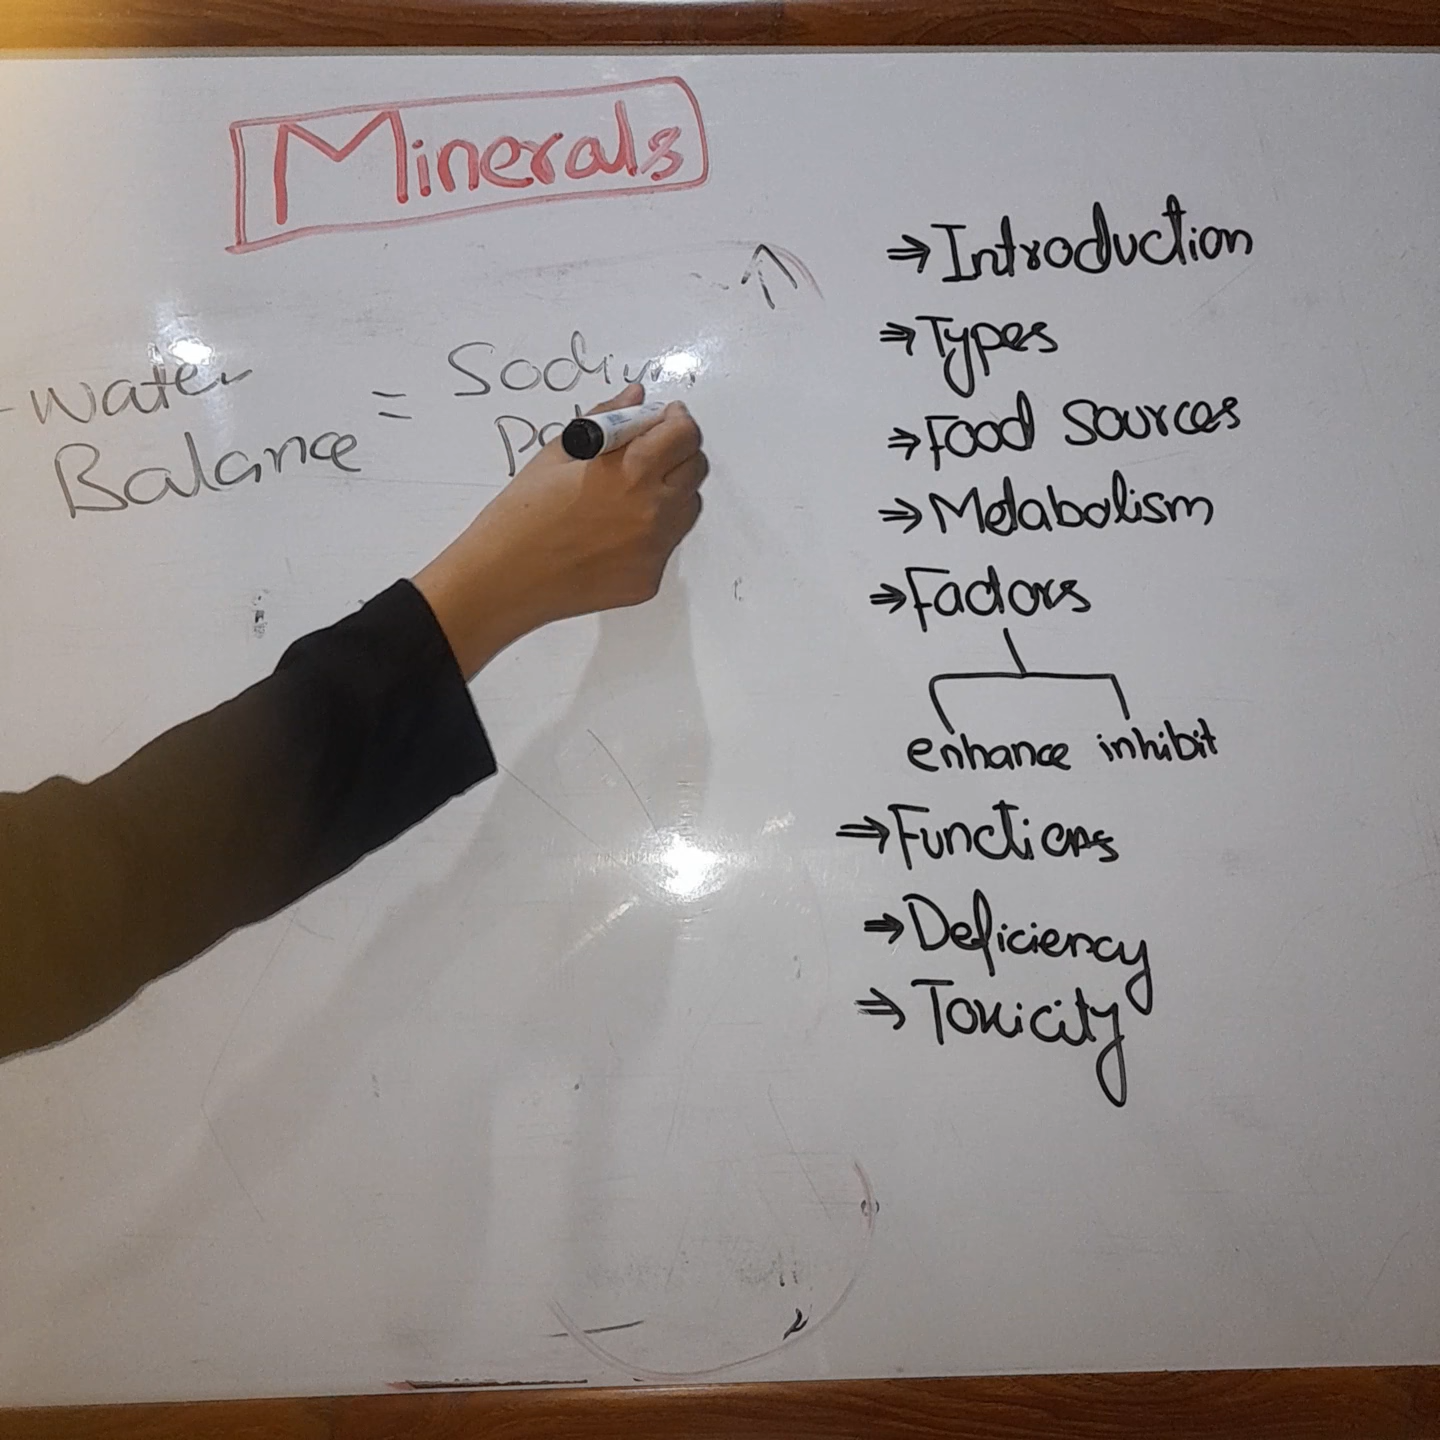 Minerals
- Water = Sodium
Balance
⇒ Introduction
⇒ Types
⇒ Food Sources
⇒ Metabolism
⇒ Factors
enhance inhibit
⇒ Functions
⇒ Deficiency
⇒ Toxicity